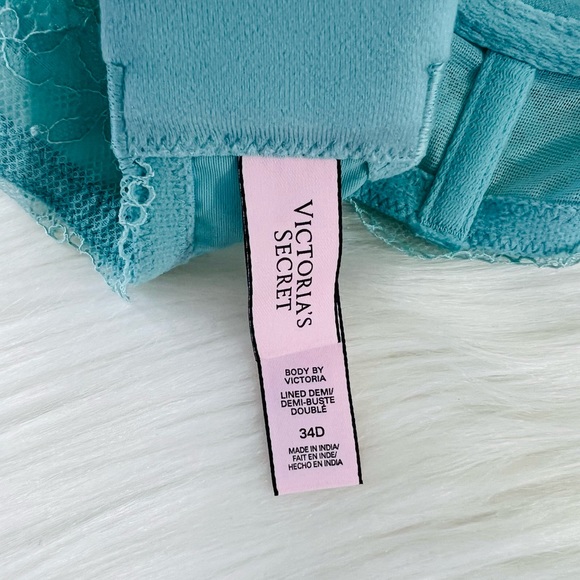 VICTORIA'S
SECRET
BODY BY
VICTORIA
LINED DEMI/
DEMI-BUSTE
DOUBLÉ
34D
MADE IN INDIA/
FAIT EN INDE/
HECHO EN INDIA